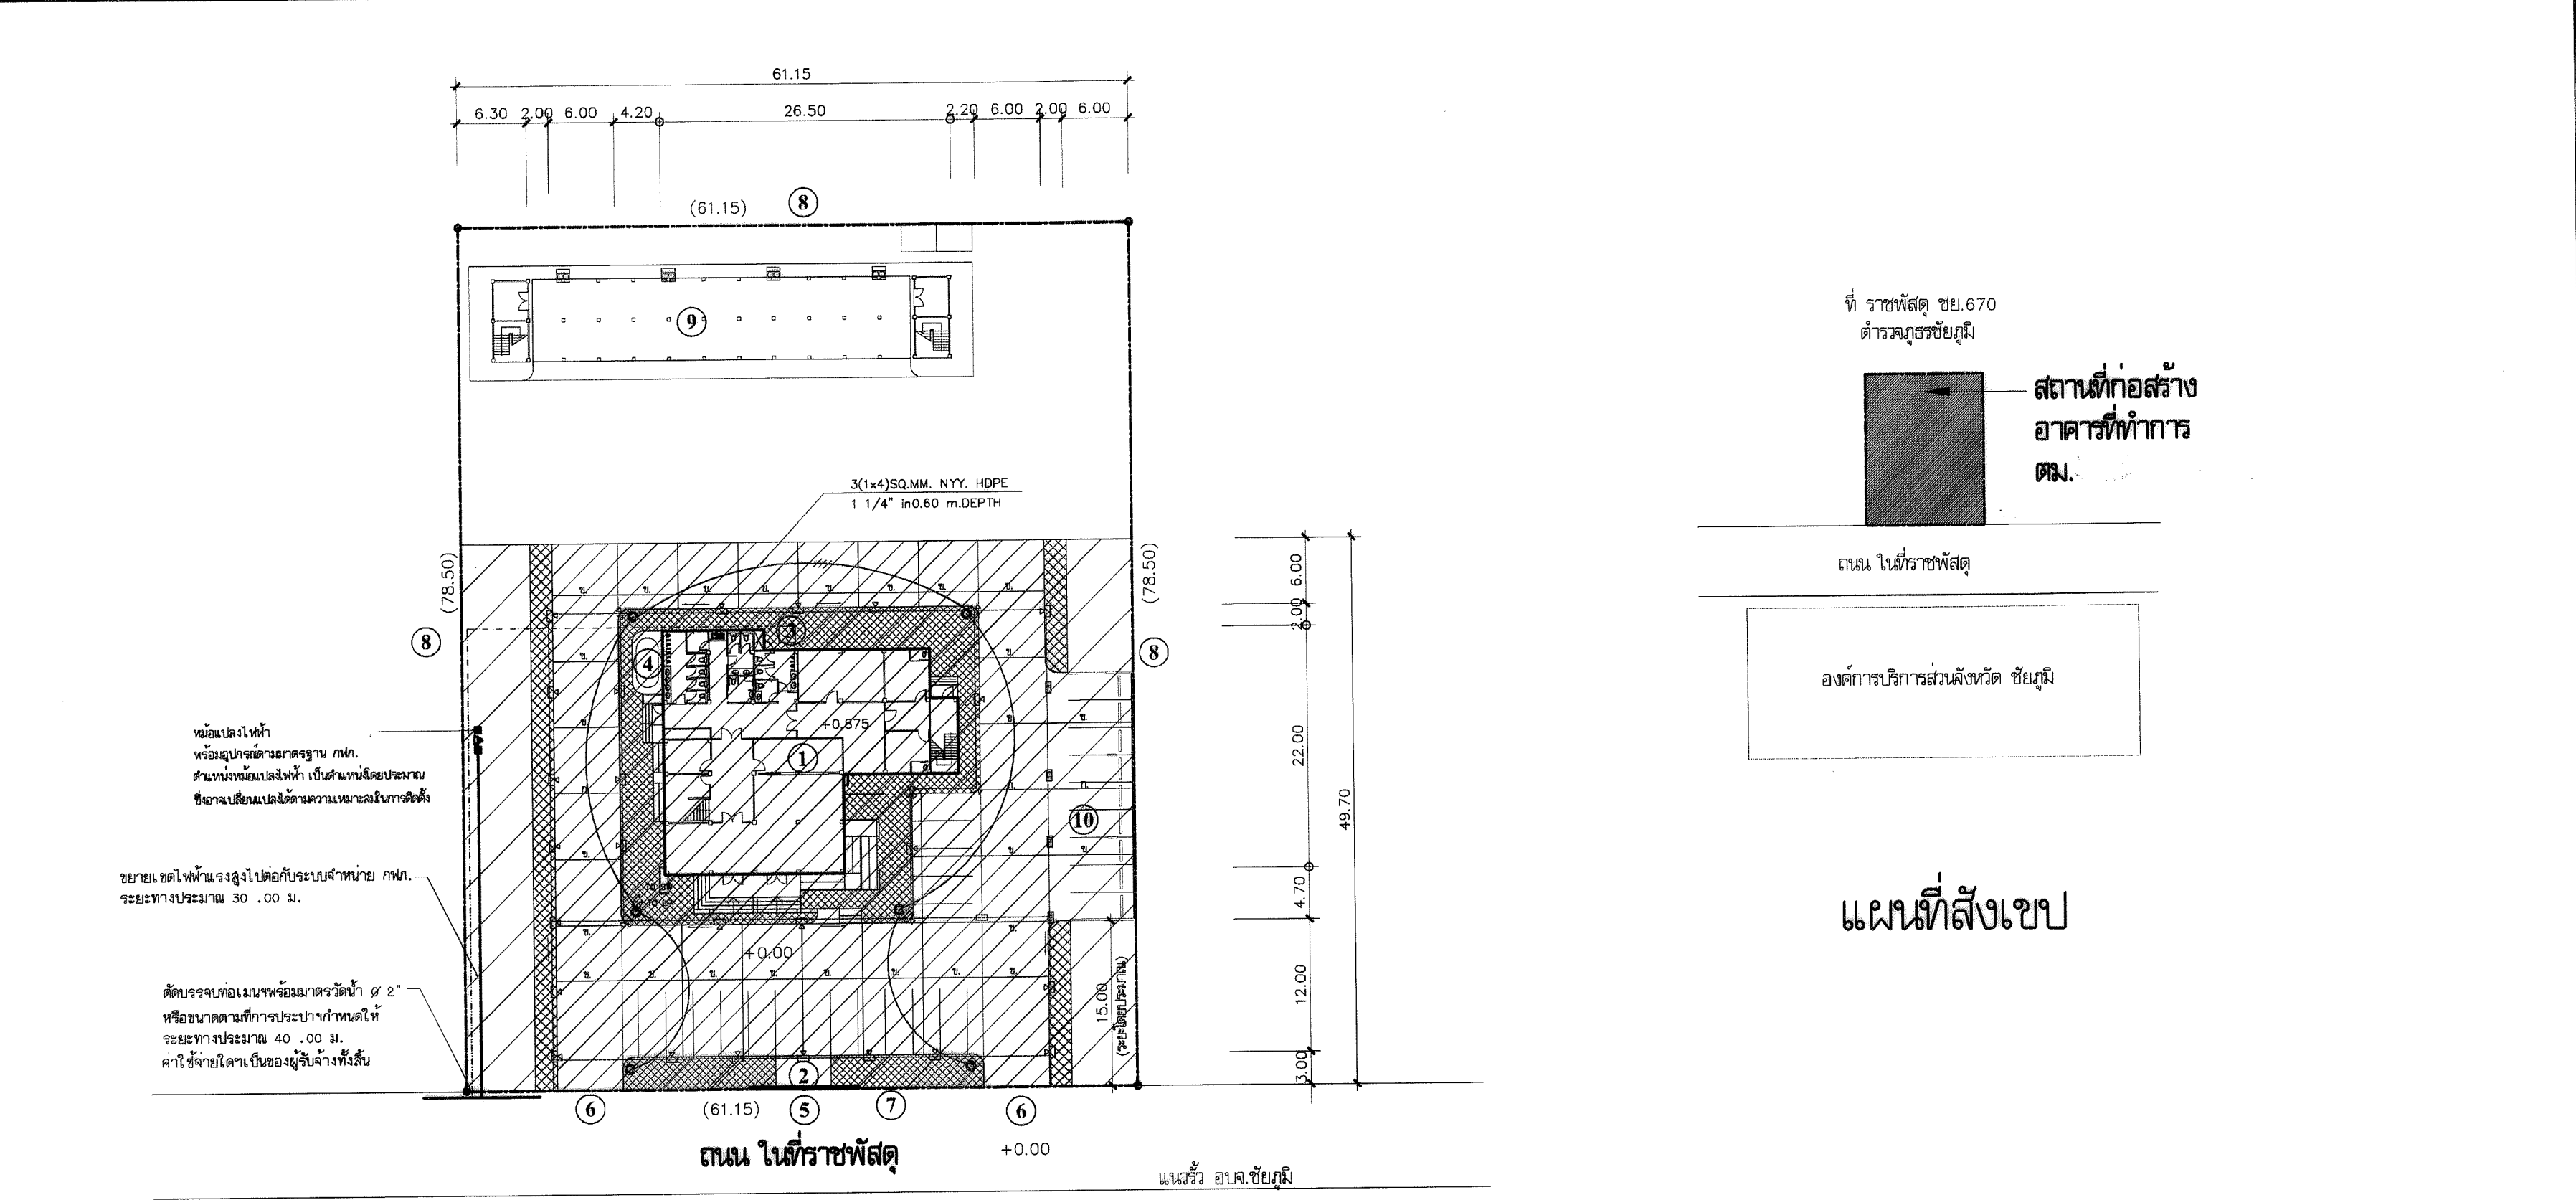 61.15
6.30 2.00 6.00 4.20 26.50 2.20 6.00 2.00 6.00
(61.15) 8
9
3(1x4)SQ.MM. NYY. HDPE
1 1/4" in0.60 m.DEPTH
(78.50)
(78.50)
8
8
3
4
+0.875
1
10
หม้อแปลงไฟฟ้า
พร้อมอุปกรณ์ตามมาตรฐาน กฟภ.
ตำแหน่งหม้อแปลงไฟฟ้า เป็นตำแหน่งโดยประมาณ
ซึ่งอาจเปลี่ยนแปลงได้ตามความเหมาะสมในการติดตั้ง
ขยายเขตไฟฟ้าแรงสูงไปต่อกับระบบจำหน่าย กฟภ.
ระยะทางประมาณ 30 .00 ม.
ตัดบรรจบท่อเมนฯพร้อมมาตรวัดน้ำ Ø 2"
หรือขนาดตามที่การประปาฯกำหนดให้
ระยะทางประมาณ 40 .00 ม.
ค่าใช้จ่ายใดๆเป็นของผู้รับจ้างทั้งสิ้น
+0.00
15.00
(ระยะโดยประมาณ)
6.00
2.00
22.00
4.70
12.00
3.00
49.70
2
6 (61.15) 5 7 6
ถนน ในที่ราชพัสดุ
+0.00
แนวรั้ว อบจ.ชัยภูมิ
ที่ ราชพัสดุ ชย.670
ตำรวจภูธรชัยภูมิ
สถานที่ก่อสร้าง
อาคารที่ทำการ
ตม.
ถนน ในที่ราชพัสดุ
องค์การบริการส่วนจังหวัด ชัยภูมิ
แผนที่สังเขป